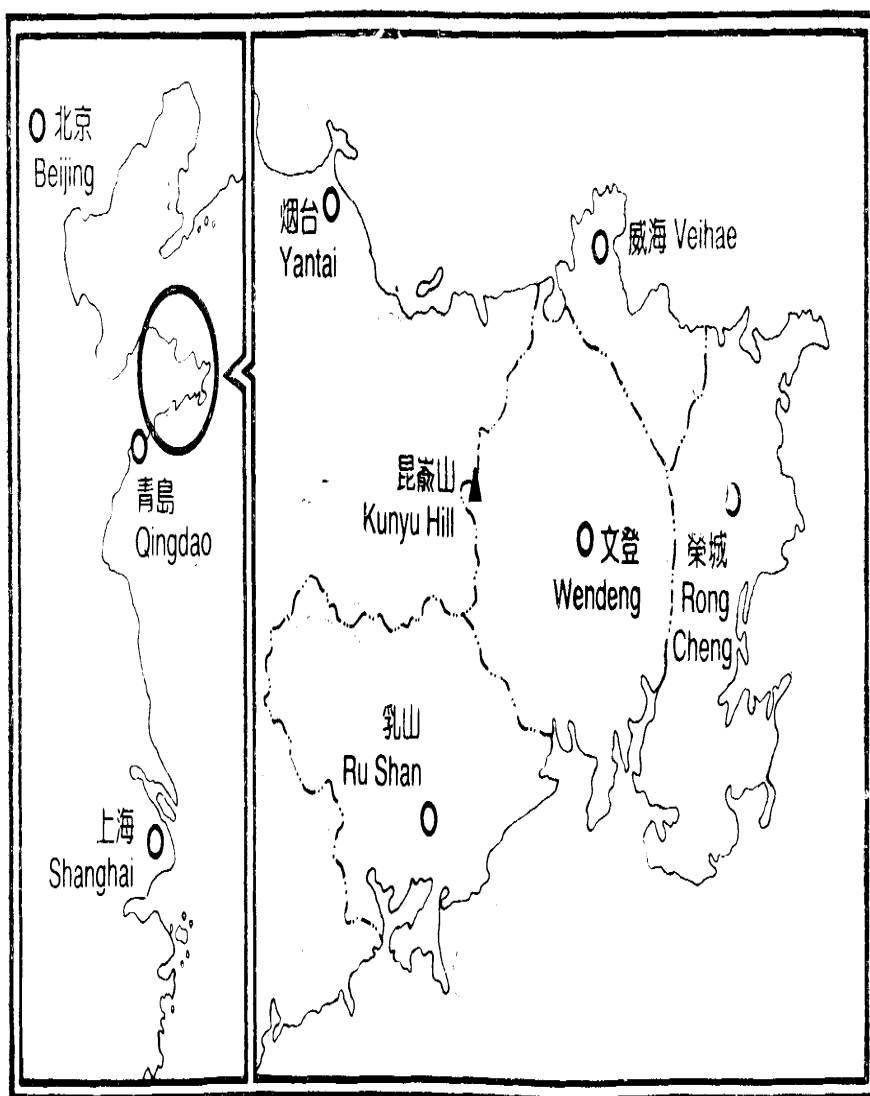 北京
Beijing
青島
Qingdao
上海
Shanghai
烟台
Yantai
威海 Veihae
昆嵛山
Kunyu Hill
文登
Wendeng
榮城
Rong
Cheng
乳山
Ru Shan